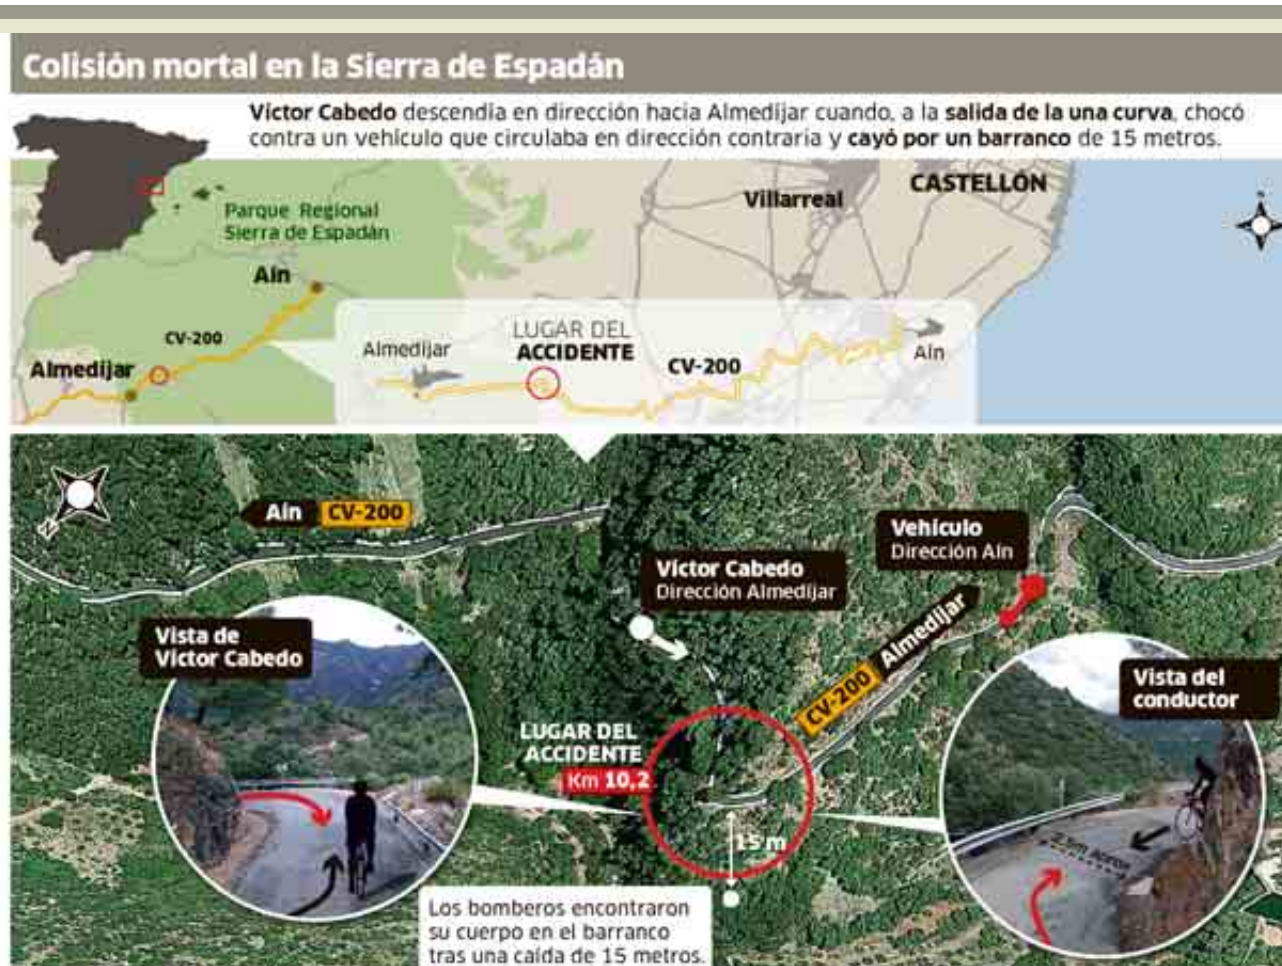 Colisión mortal en la Sierra de Espadán
Víctor Cabedo descendía en dirección hacia Almedíjar cuando, a la salida de la una curva, chocó
contra un vehículo que circulaba en dirección contraria y cayó por un barranco de 15 metros.
Parque Regional
Sierra de Espadán
Villarreal
CASTELLÓN
N
Aín
CV-200
Almedíjar
Almedíjar
LUGAR DEL
ACCIDENTE
CV-200
Aín
N
Aín CV-200
Vehículo
Dirección Aín
Víctor Cabedo
Dirección Almedíjar
CV-200 Almedíjar
Vista de
Víctor Cabedo
Vista del
conductor
LUGAR DEL
ACCIDENTE
Km 10,2
15 m
Los bomberos encontraron
su cuerpo en el barranco
tras una caída de 15 metros.